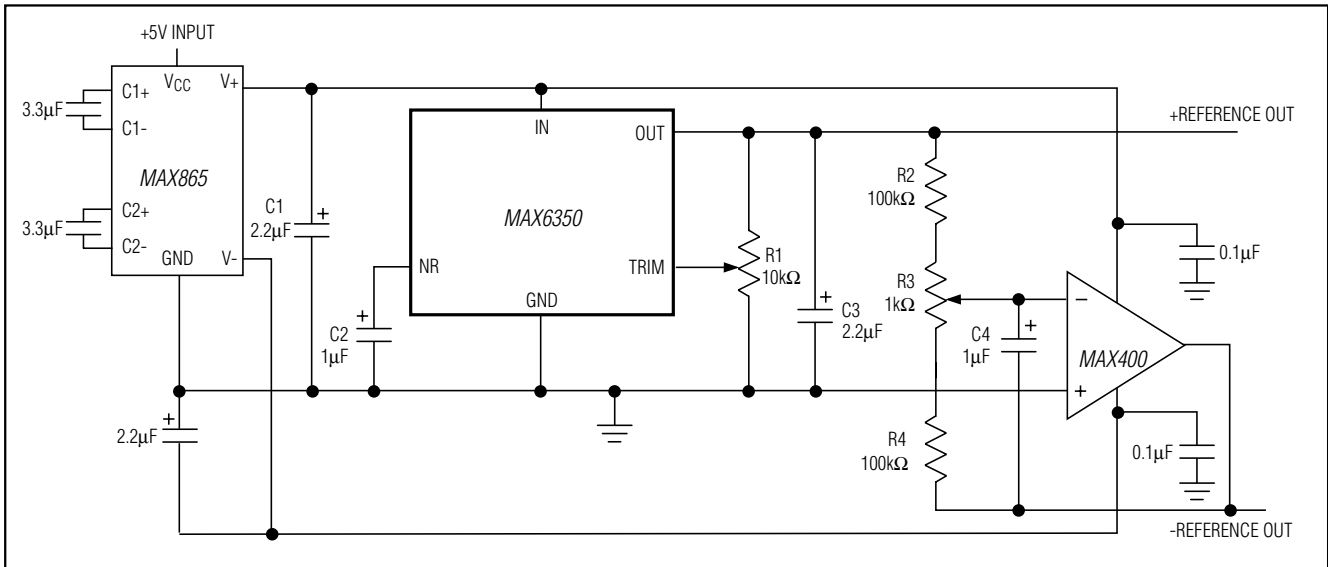 +5V INPUT
VCC
V+
C1+
C1-
3.3µF
MAX865
C2+
C2-
3.3µF
GND
V-
C1
2.2µF
+
IN
OUT
MAX6350
NR
TRIM
GND
+
C2
1µF
R1
10kΩ
+
C3
2.2µF
+REFERENCE OUT
R2
100kΩ
R3
1kΩ
+
C4
1µF
−
MAX400
+
0.1µF
+
2.2µF
R4
100kΩ
0.1µF
-REFERENCE OUT